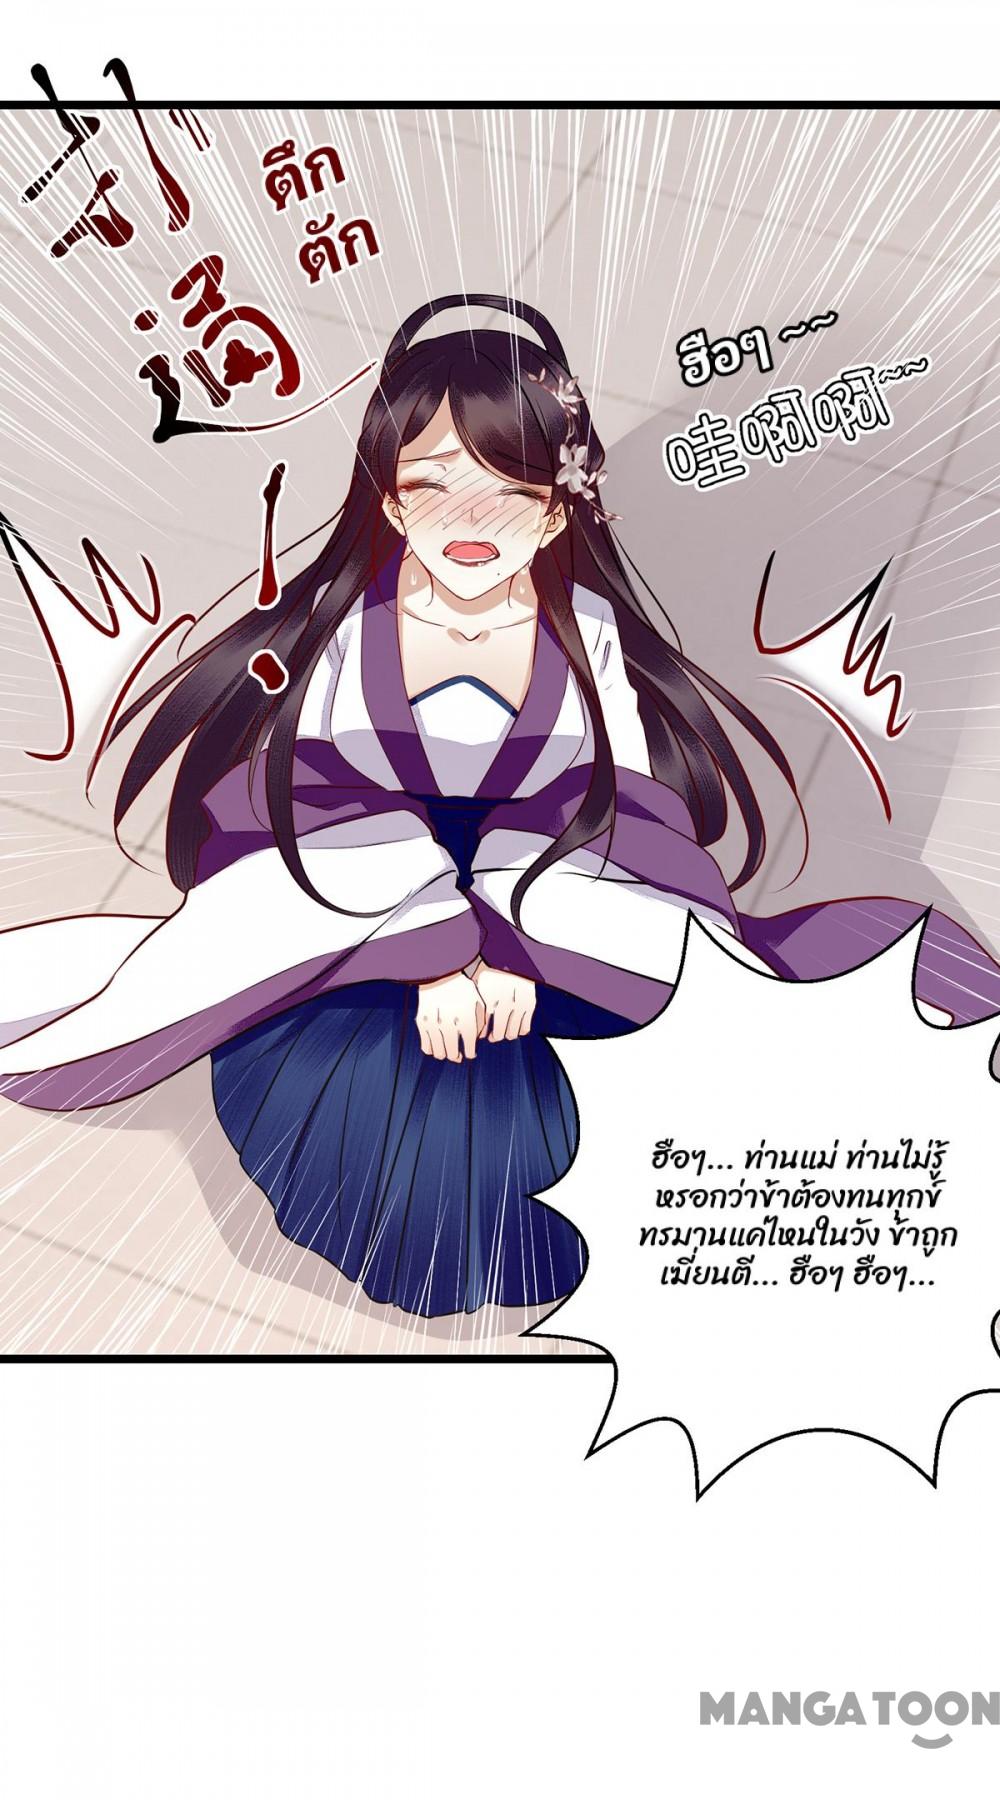 扑
通
!
ตึก
ตัก
ฮือๆ ~~
哇啊啊~~
ฮือๆ... ท่านแม่ ท่านไม่รู้
หรอกว่าข้าต้องทนทุกข์
ทรมานแค่ไหนในวัง ข้าถูก
เฆี่ยนตี... ฮือๆ ฮือๆ...
MANGATOON